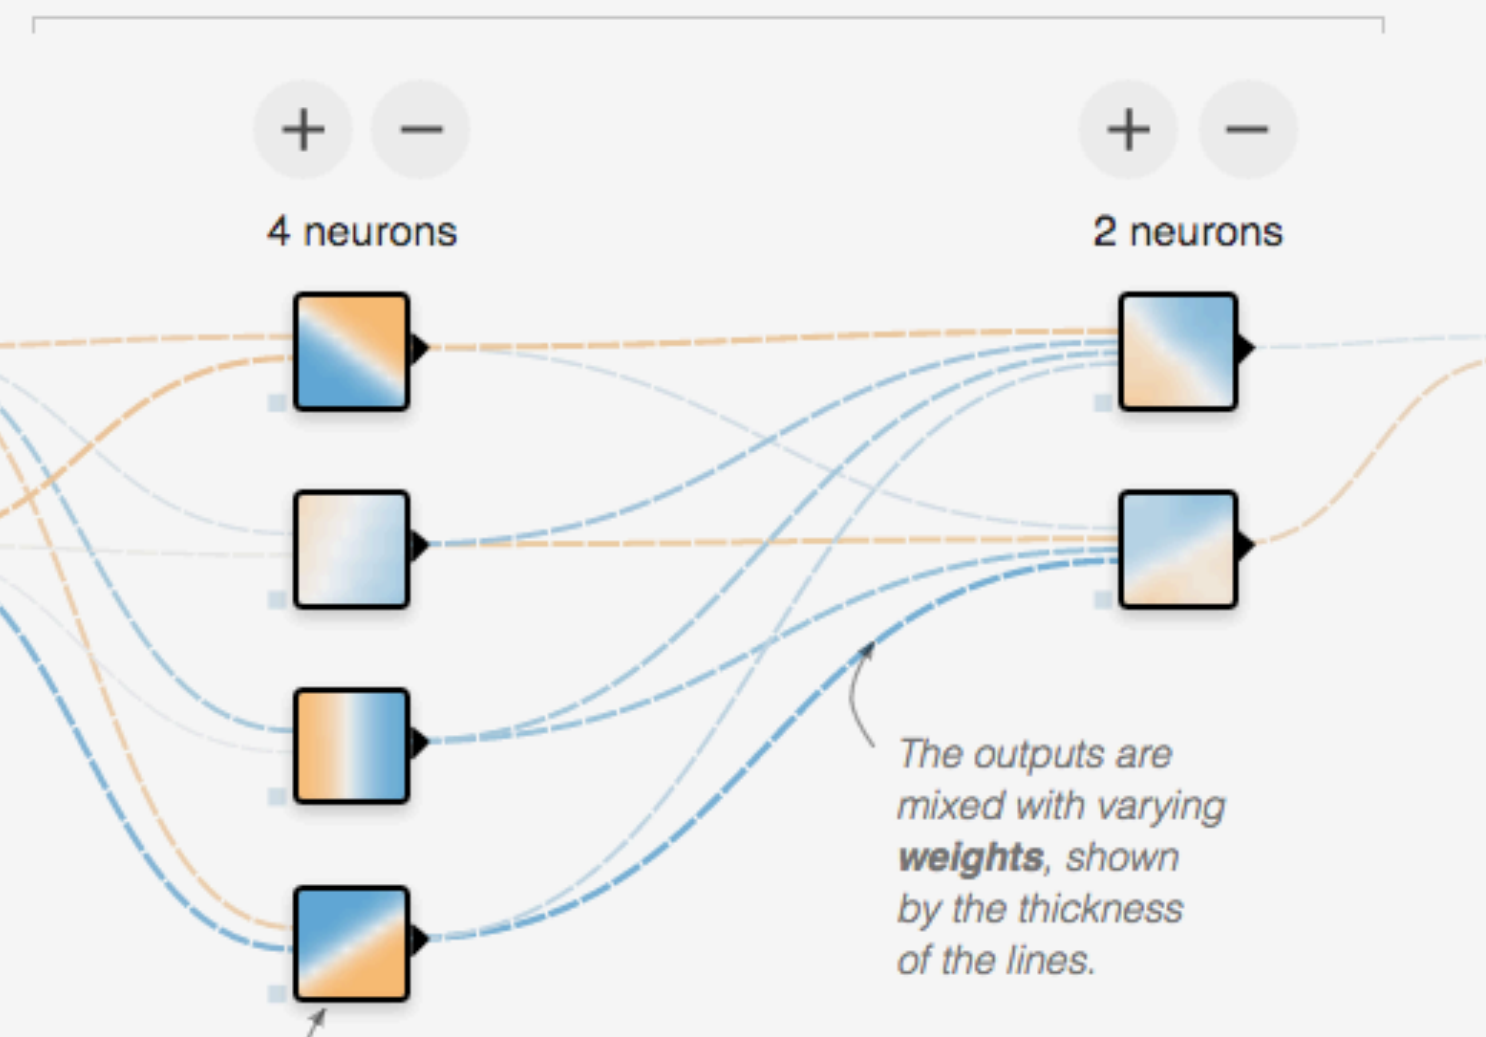 + −
+ −
4 neurons
2 neurons
The outputs are
mixed with varying
weights, shown
by the thickness
of the lines.